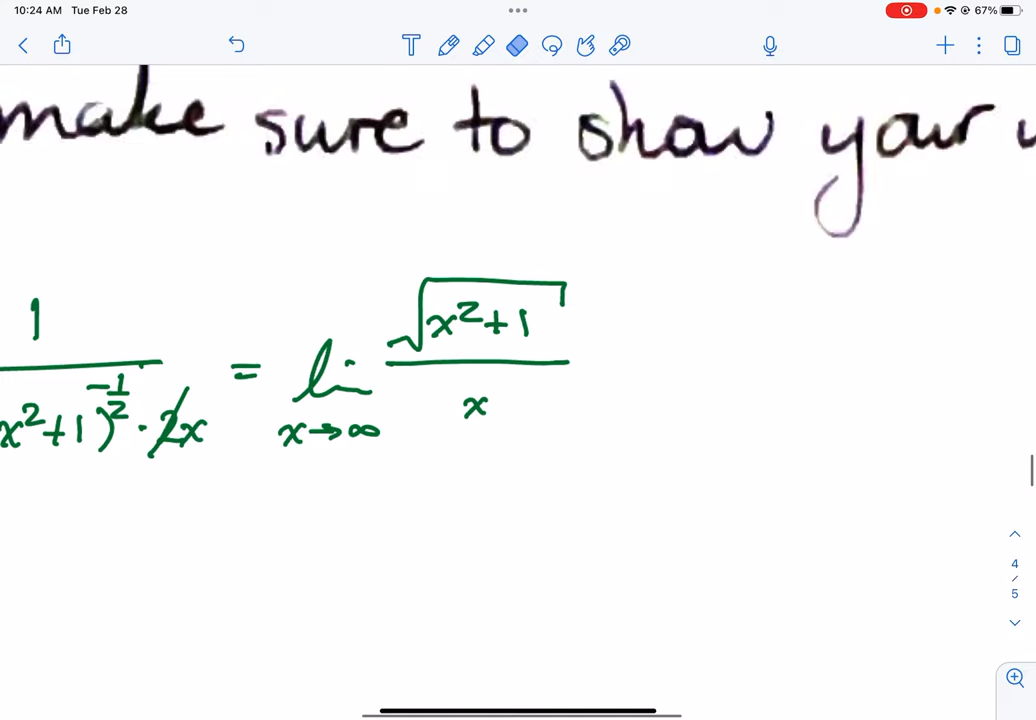 10:24 AM Tue Feb 28
67%
make sure to show your
1 / x²+1)^(-1/2) · 2x = lim x→∞ √(x²+1) / x
4
/
5